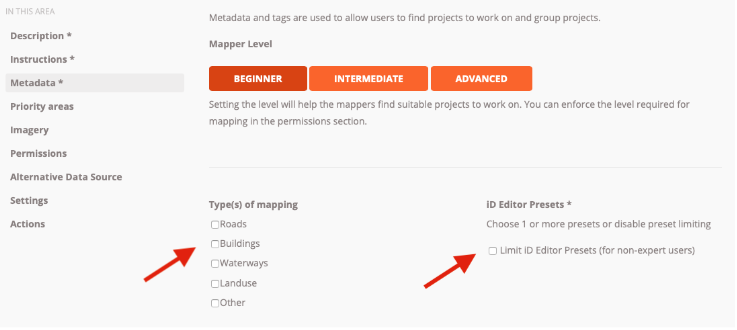 IN THIS AREA
Description *
Instructions *
Metadata *
Priority areas
Imagery
Permissions
Alternative Data Source
Settings
Actions
Metadata and tags are used to allow users to find projects to work on and group projects.
Mapper Level
BEGINNER
INTERMEDIATE
ADVANCED
Setting the level will help the mappers find suitable projects to work on. You can enforce the level required for
mapping in the permissions section.
Type(s) of mapping
Roads
Buildings
Waterways
Landuse
Other
iD Editor Presets *
Choose 1 or more presets or disable preset limiting
Limit iD Editor Presets (for non-expert users)